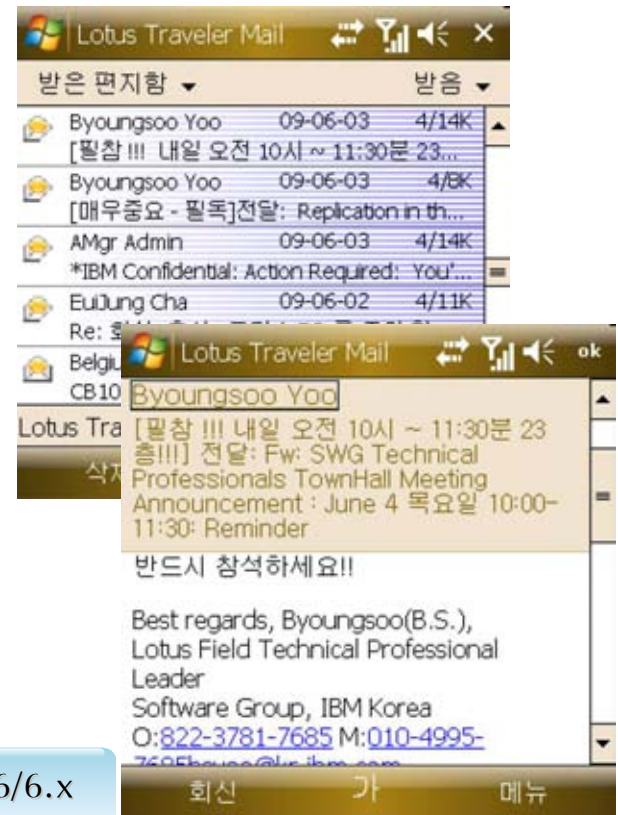 Lotus Traveler Mail
받은 편지함 받음
Byoungsoo Yoo 09-06-03 4/14K
[필참 !!! 내일 오전 10시 ~ 11:30분 23...
Byoungsoo Yoo 09-06-03 4/8K
[매우중요 - 필독]전달: Replication in th...
AMgr Admin 09-06-03 4/14K
*IBM Confidential: Action Required: You'...
EuiJung Cha 09-06-02 4/11K
Re:
CB10
Lotus
Lotus Traveler Mail ok
Byoungsoo Yoo
[필참 !!! 내일 오전 10시 ~ 11:30분 23
층!!!] 전달: Fw: SWG Technical
Professionals TownHall Meeting
Announcement : June 4 목요일 10:00-
11:30: Reminder
반드시 참석하세요!!
Best regards, Byoungsoo(B.S.),
Lotus Field Technical Professional
Leader
Software Group, IBM Korea
O:822-3781-7685 M:010-4995-
회신 가 메뉴
6/6.x